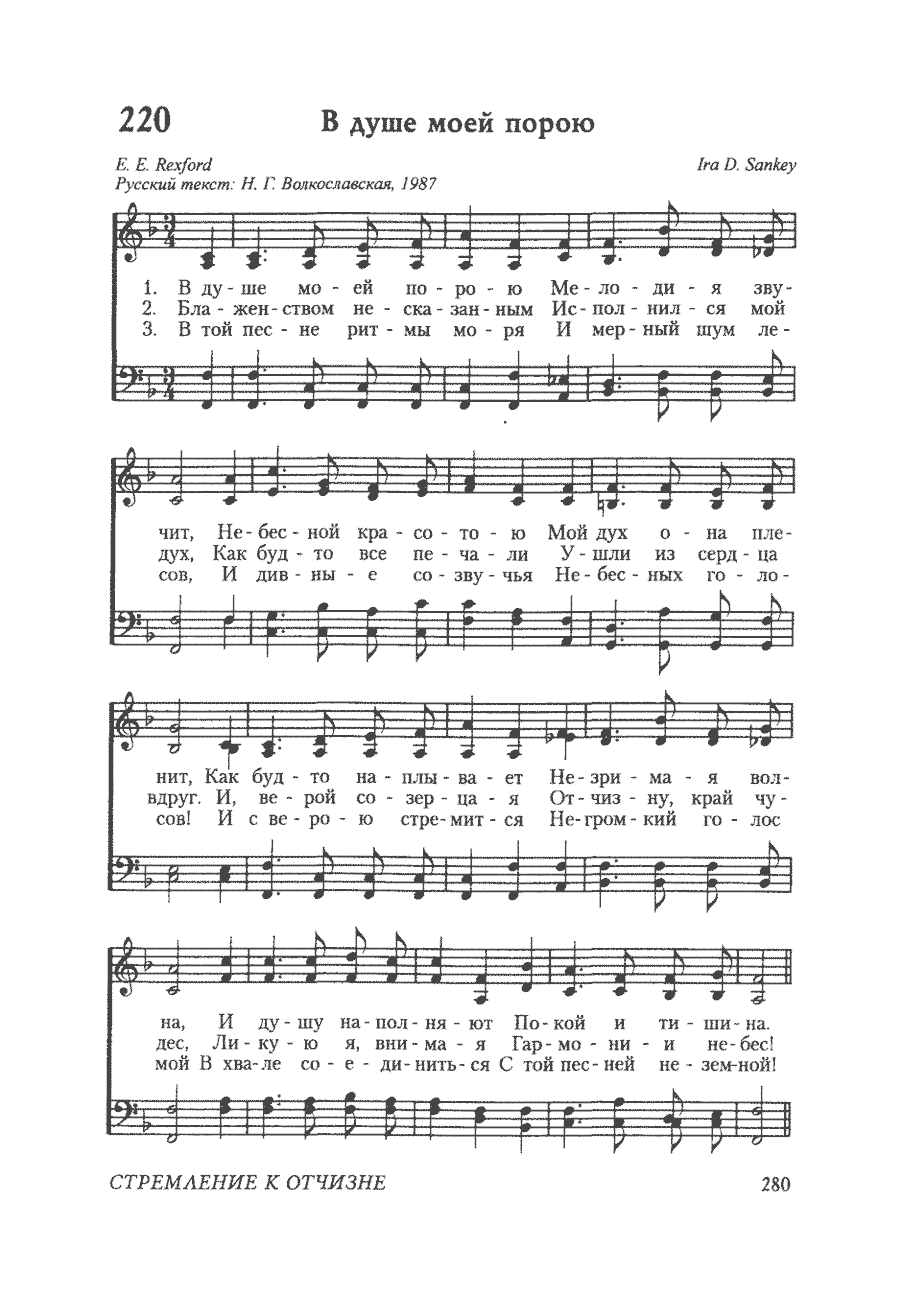 220 В душе моей порою
E. E. Rexford Ira D. Sankey
Русский текст: Н. Г. Волкославская, 1987
1. В ду - ше мо - ей по - ро - ю Ме - ло - ди - я зву-
2. Бла - жен - ством не - ска - зан - ным Ис - пол - нил - ся мой
3. В той пес - не рит - мы мо - ря И мер - ный шум ле -
чит, Не - бес - ной кра - со - то - ю Мой дух о - на пле-
дух, Как буд - то все пе - ча - ли У - шли из серд - ца
сов, И див - ны - е со - зву - чья Не - бес - ных го - ло-
нит, Как буд - то на - плы - ва - ет Не - зри - ма - я вол-
вдруг. И, ве - рой со - зер - ца - я От - чиз - ну, край чу -
сов! И с ве - ро - ю стре - мит - ся Не - гром - кий го - лос
на, И ду - шу на - пол - ня - ют По - кой и ти - ши - на.
дес, Ли - ку - ю я, вни - ма - я Гар - мо - ни - и не - бес!
мой В хва - ле со - е - ди - нить - ся С той пес - ней не - зем - ной!
СТРЕМЛЕНИЕ К ОТЧИЗНЕ 280